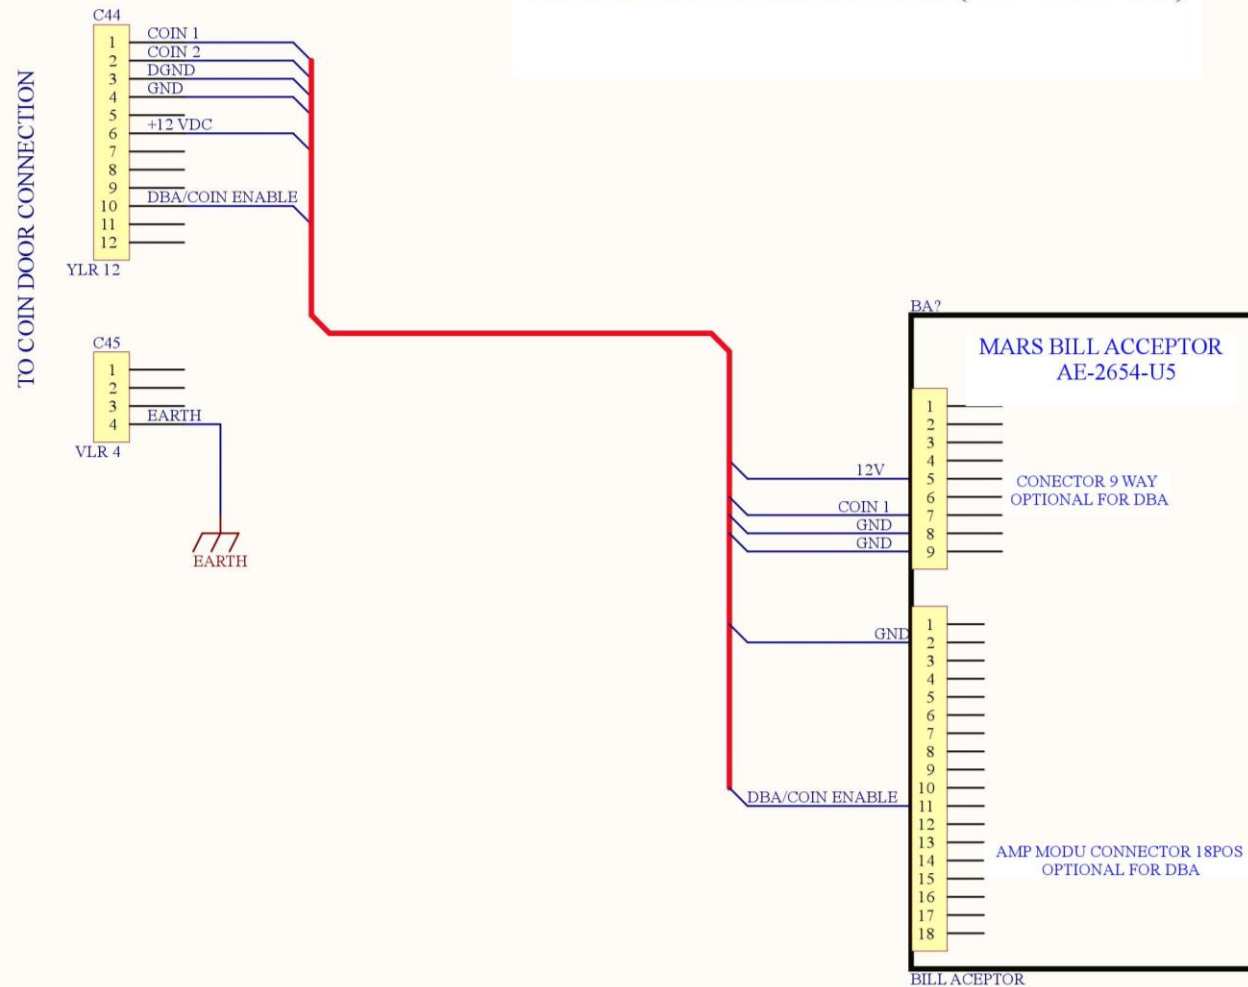 C44
1 COIN 1
2 COIN 2
3 DGND
4 GND
5
6 +12 VDC
7
8
9
10 DBA/COIN ENABLE
11
12
YLR 12
TO COIN DOOR CONNECTION
C45
1
2
3
4 EARTH
VLR 4
EARTH
BA?
MARS BILL ACCEPTOR
AE-2654-U5
1
2
3
4
12V 5
6
COIN 1 7
GND 8
GND 9
CONECTOR 9 WAY
OPTIONAL FOR DBA
1
GND 2
3
4
5
6
7
8
9
10
DBA/COIN ENABLE 11
12
13
14
15
16
17
18
AMP MODU CONNECTOR 18POS
OPTIONAL FOR DBA
BILL ACEPTOR